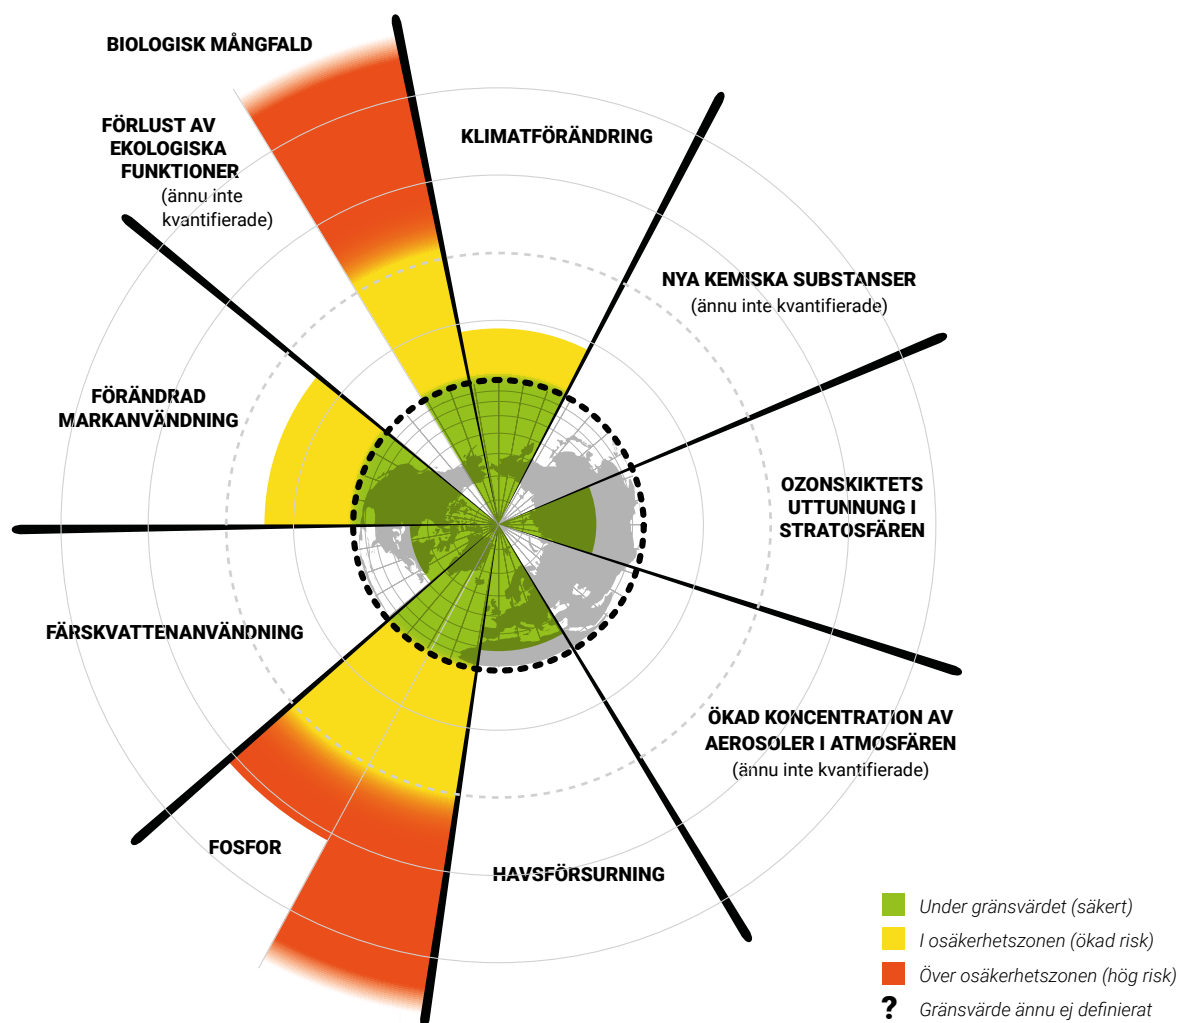 BIOLOGISK MÅNGFALD
KLIMATFÖRÄNDRING
FÖRLUST AV
EKOLOGISKA
FUNKTIONER
(ännu inte
kvantifierade)
NYA KEMISKA SUBSTANSER
(ännu inte kvantifierade)
FÖRÄNDRAD
MARKANVÄNDNING
OZONSKIKTETS
UTTUNNING I
STRATOSFÄREN
FÄRSKVATTENANVÄNDNING
ÖKAD KONCENTRATION AV
AEROSOLER I ATMOSFÄREN
(ännu inte kvantifierade)
FOSFOR
HAVSFÖRSURNING
Under gränsvärdet (säkert)
I osäkerhetszonen (ökad risk)
Över osäkerhetszonen (hög risk)
? Gränsvärde ännu ej definierat